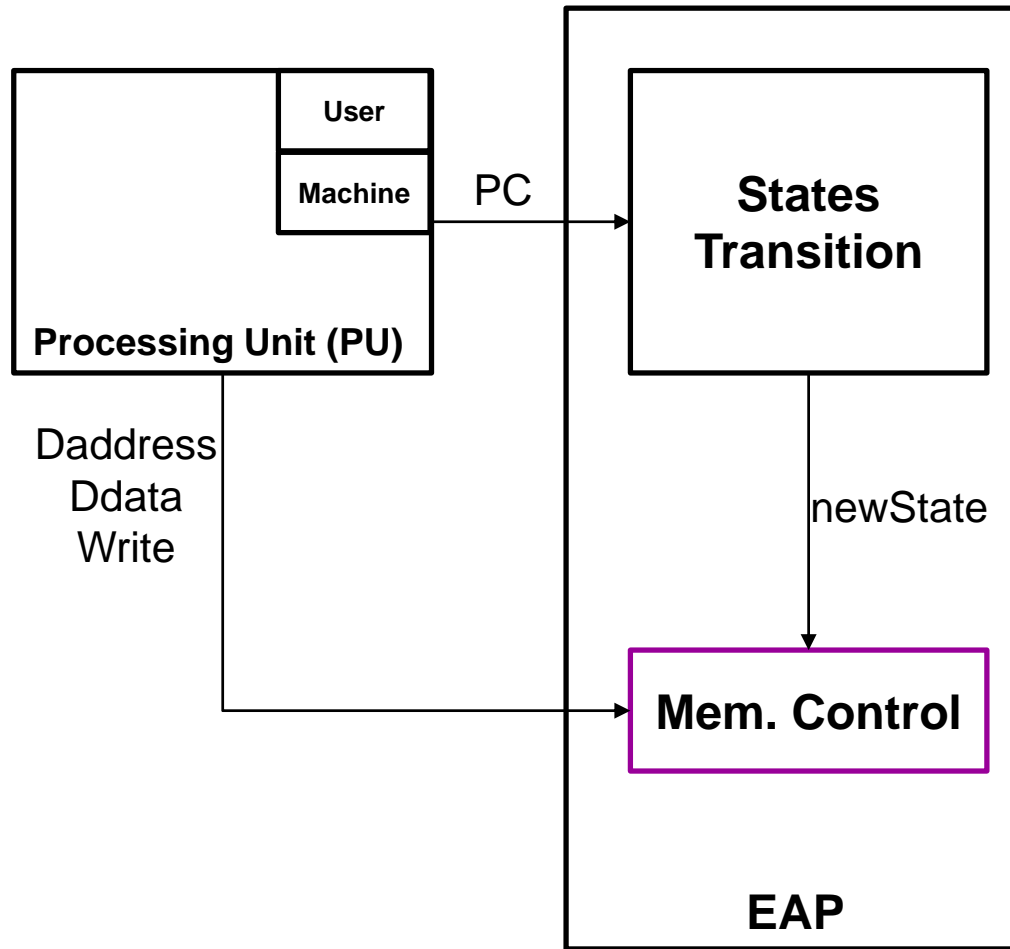 User
Machine
Processing Unit (PU)
PC
States
Transition
Daddress
Ddata
Write
newState
Mem. Control
EAP